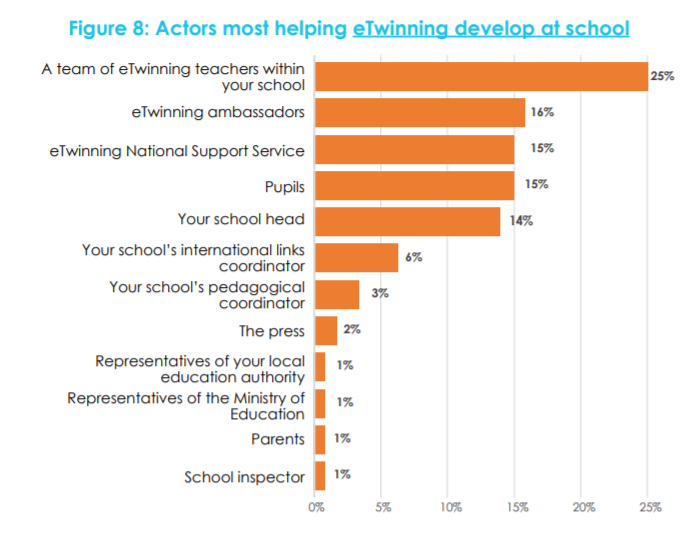 Figure 8: Actors most helping eTwinning develop at school
A team of eTwinning teachers within
your school
25%
eTwinning ambassadors
16%
eTwinning National Support Service
15%
Pupils
15%
Your school head
14%
Your school's international links
coordinator
6%
Your school's pedagogical
coordinator
3%
The press
2%
Representatives of your local
education authority
1%
Representatives of the Ministry of
Education
1%
Parents
1%
School inspector
1%
0% 5% 10% 15% 20% 25%